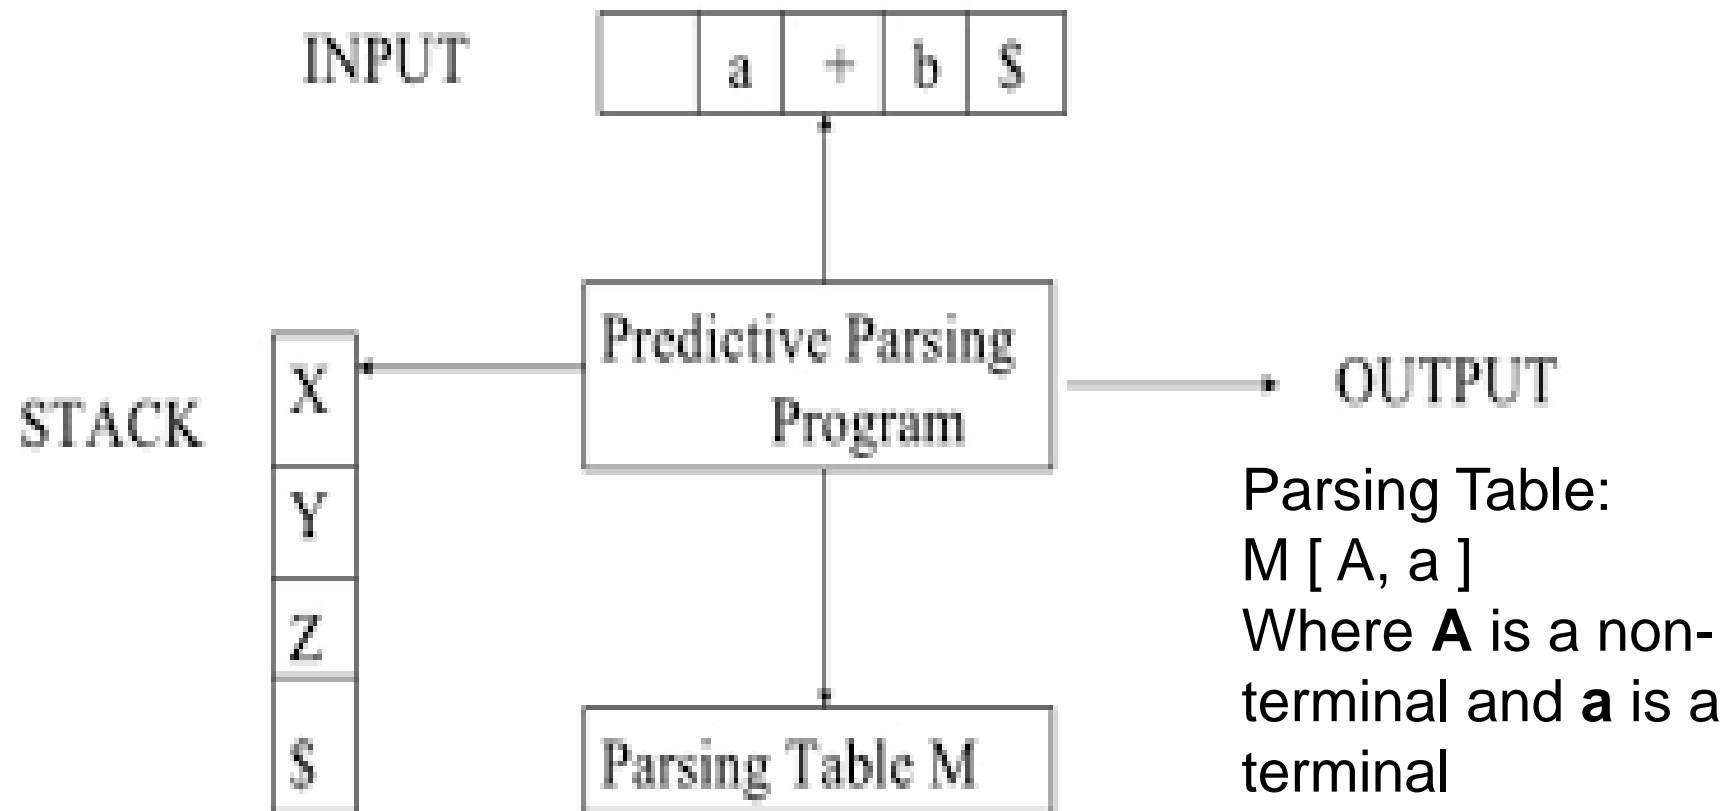 INPUT
a + b $
Predictive Parsing
Program
STACK
X
Y
Z
$
OUTPUT
Parsing Table M
Parsing Table:
M [ A, a ]
Where A is a non-
terminal and a is a
terminal